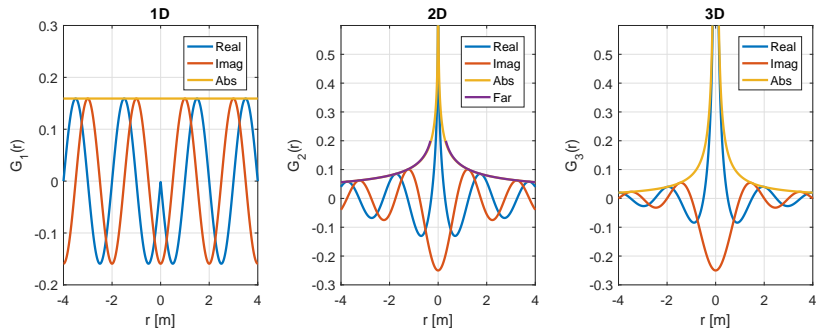 1D
0.3
0.2
0.1
0
-0.1
-0.2
-4
-2
0
2
4
G1(r)
r [m]
Real
Imag
Abs
2D
0.5
0.4
0.3
0.2
0.1
0
-0.1
-0.2
-0.3
-4
-2
0
2
4
G2(r)
r [m]
Real
Imag
Abs
Far
3D
0.5
0.4
0.3
0.2
0.1
0
-0.1
-0.2
-0.3
-4
-2
0
2
4
G3(r)
r [m]
Real
Imag
Abs